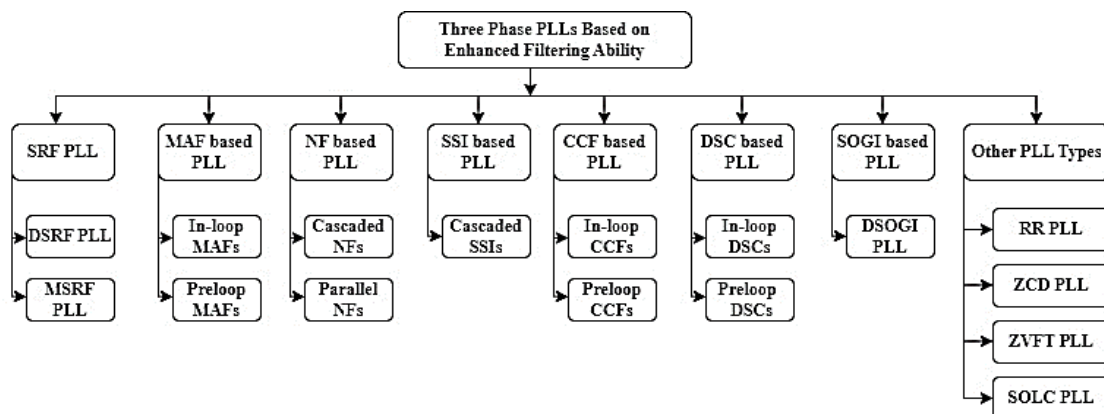 Three Phase PLLs Based on
Enhanced Filtering Ability
SRF PLL
MAF based
PLL
NF based
PLL
SSI based
PLL
CCF based
PLL
DSC based
PLL
SOGI based
PLL
Other PLL Types
DSRF PLL
MSRF
PLL
In-loop
MAFs
Preloop
MAFs
Cascaded
NFs
Parallel
NFs
Cascaded
SSIs
In-loop
CCFs
Preloop
CCFs
In-loop
DSCs
Preloop
DSCs
DSOGI
PLL
RR PLL
ZCD PLL
ZVFT PLL
SOLC PLL